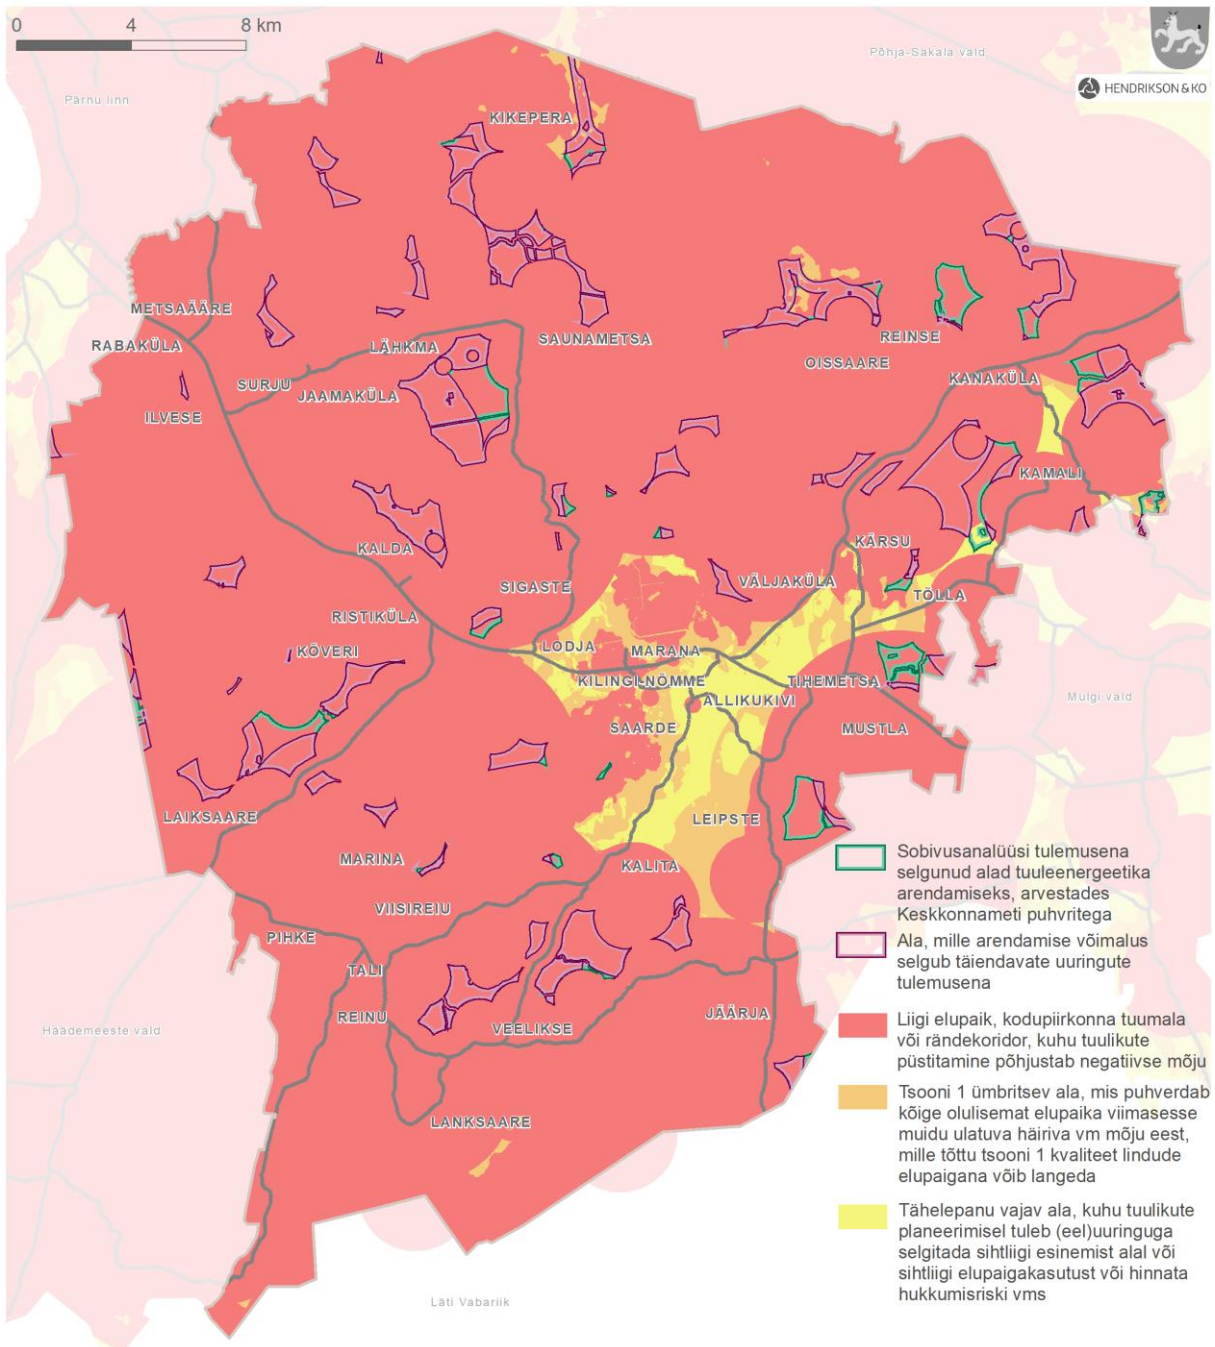 0 4 8 km
Põhja-Sakala vald
HENDRIKSON & KO
Pärnu linn
KIKEPERA
METSAÄÄRE
RABAKÜLA
LÄHKMA
SAUNAMETSA
REINSE
OISSAARE
SURJU
JAAMAKÜLA
KANAKÜLA
ILVESE
KAMALI
KALDA
KÄRSU
SIGASTE
VÄLJAKÜLA
TÕLLA
RISTIKÜLA
LODJA
MARANA
KÕVERI
KILINGI-NÕMME
TIHEMETSA
ALLIKUKIVI
Mulgi vald
SAARDE
MUSTLA
LAIKSAARE
LEIPSTE
MARINA
KALITA
VIISIREIU
PIHKE
TALI
REINU
VEELIKSE
JÄÄRJA
Häädemeeste vald
LANKSAARE
Läti Vabariik
Sobivusanalüüsi tulemusena
selgunud alad tuuleenergeetika
arendamiseks, arvestades
Keskkonnameti puhvritega
Ala, mille arendamise võimalus
selgub täiendavate uuringute
tulemusena
Liigi elupaik, kodupiirkonna tuumala
või rändekoridor, kuhu tuulikute
püstitamine põhjustab negatiivse mõju
Tsooni 1 ümbritsev ala, mis puhverdab
kõige olulisemat elupaika viimasesse
muidu ulatuva häiriva vm mõju eest,
mille tõttu tsooni 1 kvaliteet lindude
elupaigana võib langeda
Tähelepanu vajav ala, kuhu tuulikute
planeerimisel tuleb (eel)uuringuga
selgitada sihtliigi esinemist alal või
sihtliigi elupaigakasutust või hinnata
hukkumisriski vms